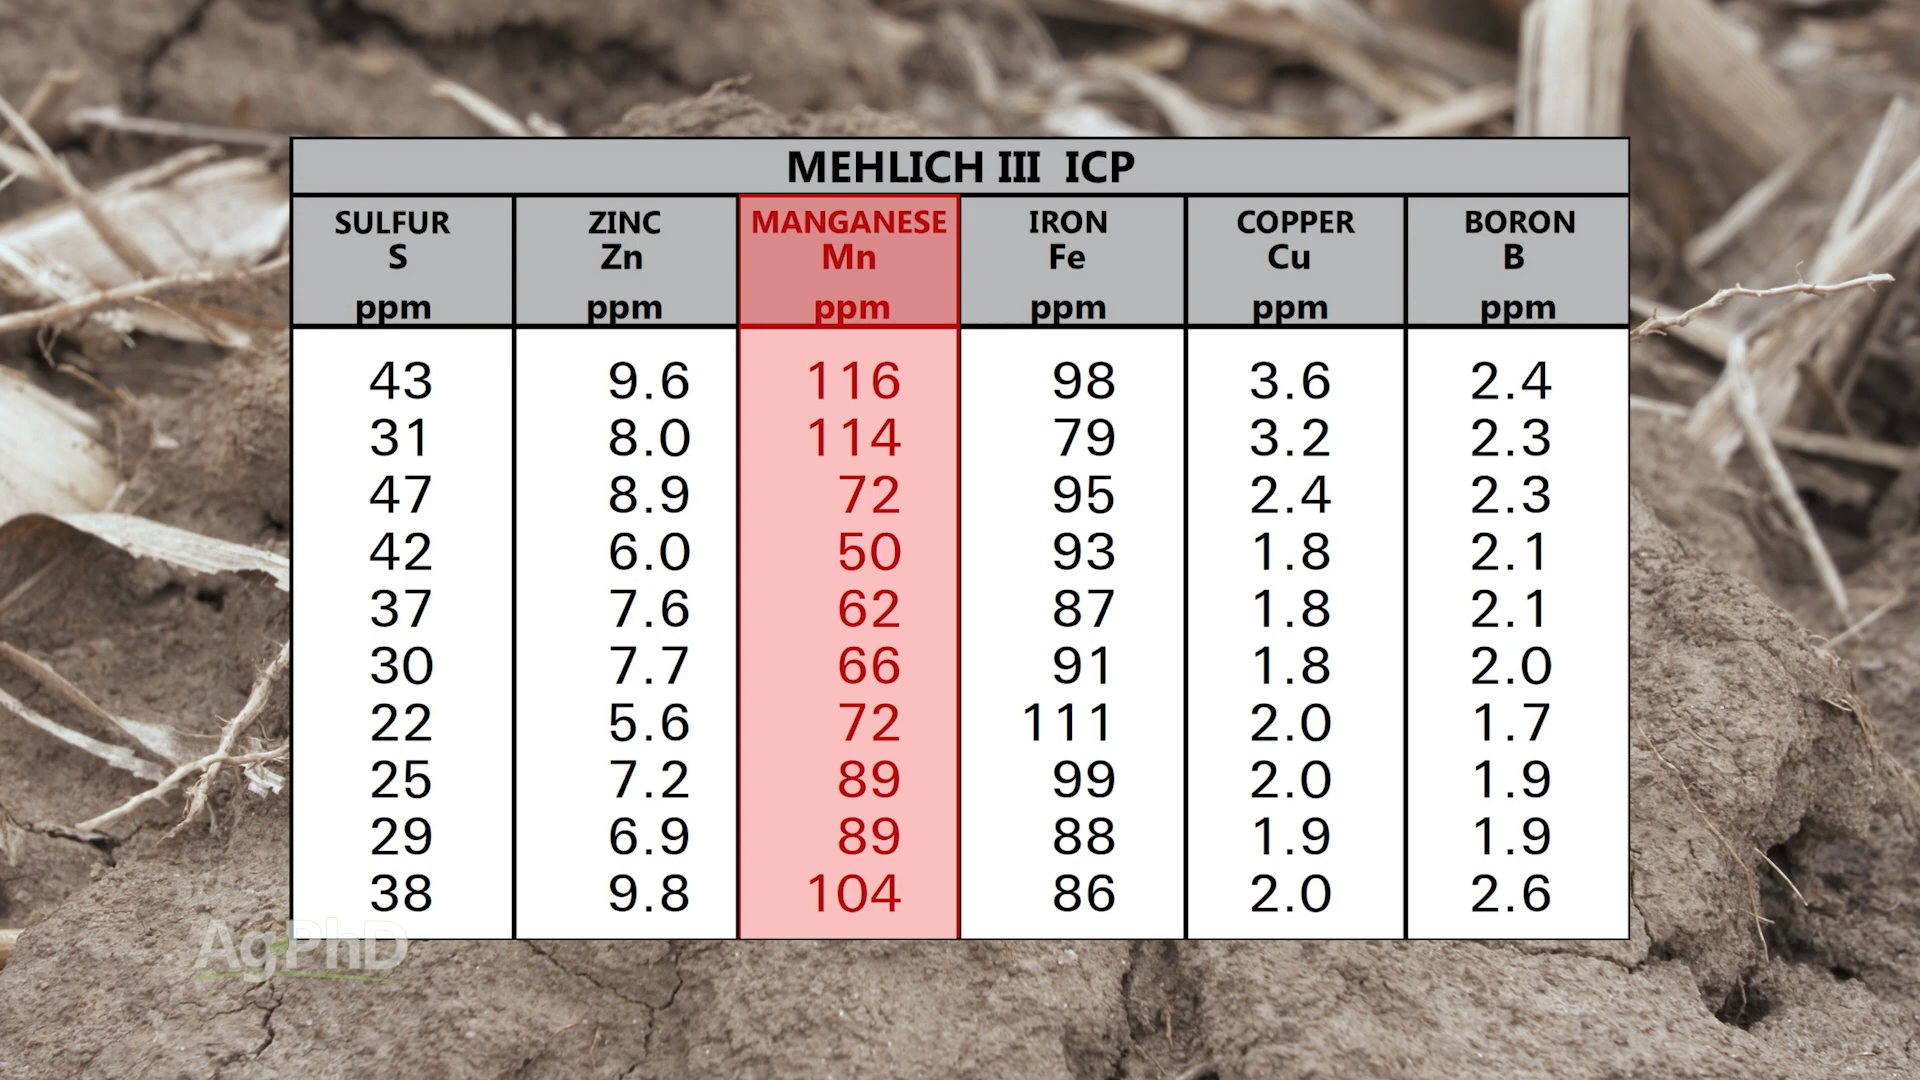 MEHLICH III ICP
SULFUR ZINC MANGANESE IRON COPPER BORON
S Zn Mn Fe Cu B
ppm ppm ppm ppm ppm ppm
43 9.6 116 98 3.6 2.4
31 8.0 114 79 3.2 2.3
47 8.9 72 95 2.4 2.3
42 6.0 50 93 1.8 2.1
37 7.6 62 87 1.8 2.1
30 7.7 66 91 1.8 2.0
22 5.6 72 111 2.0 1.7
25 7.2 89 99 2.0 1.9
29 6.9 89 88 1.9 1.9
38 9.8 104 86 2.0 2.6
AgPhD